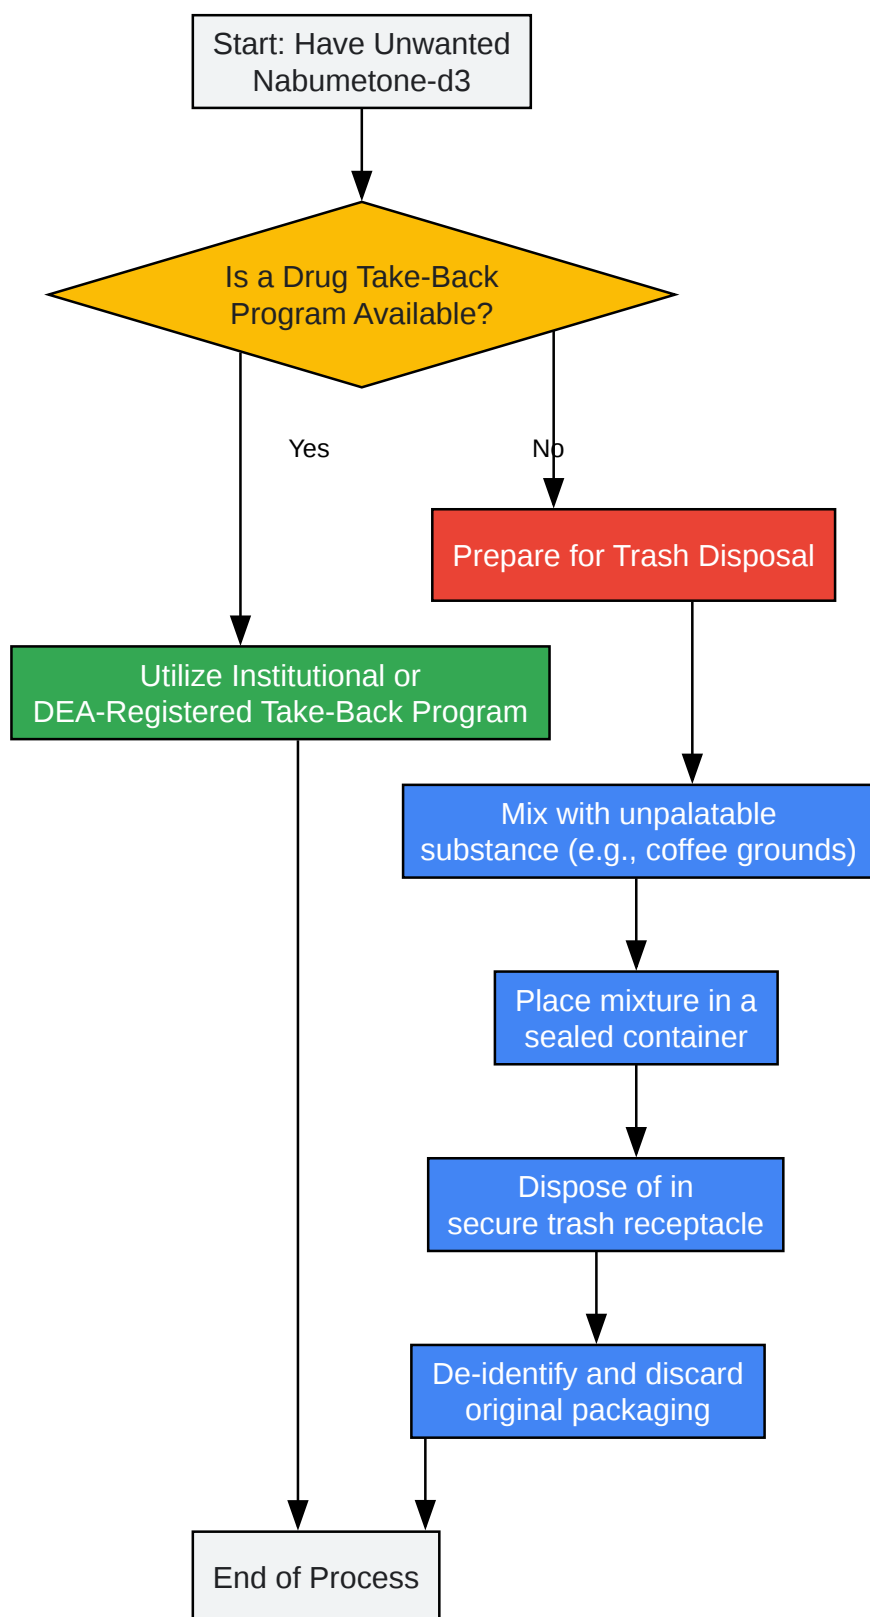 Start: Have Unwanted
Nabumetone-d3
Is a Drug Take-Back
Program Available?
Yes
No
Prepare for Trash Disposal
Utilize Institutional or
DEA-Registered Take-Back Program
Mix with unpalatable
substance (e.g., coffee grounds)
Place mixture in a
sealed container
Dispose of in
secure trash receptacle
De-identify and discard
original packaging
End of Process